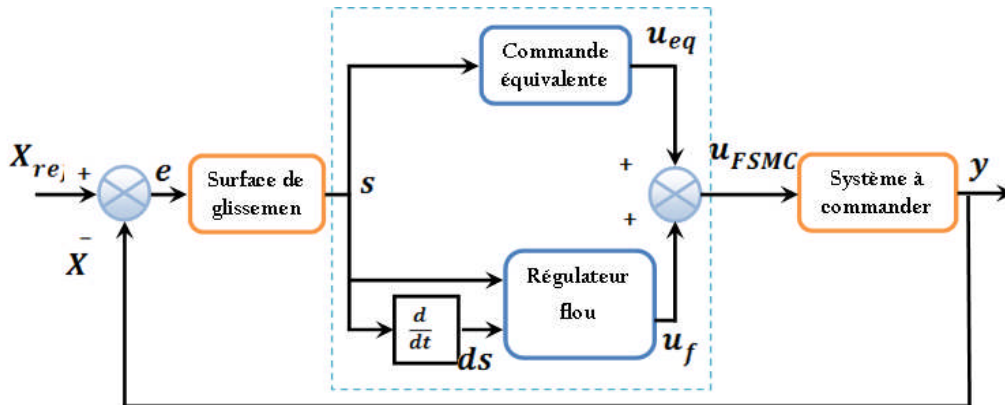 Commande
équivalente
u_eq
X_re
+
e
Surface de
glissemen
s
+
+
u_FSMC
Système à
commander
y
-
X
Régulateur
flou
d/dt
ds
u_f